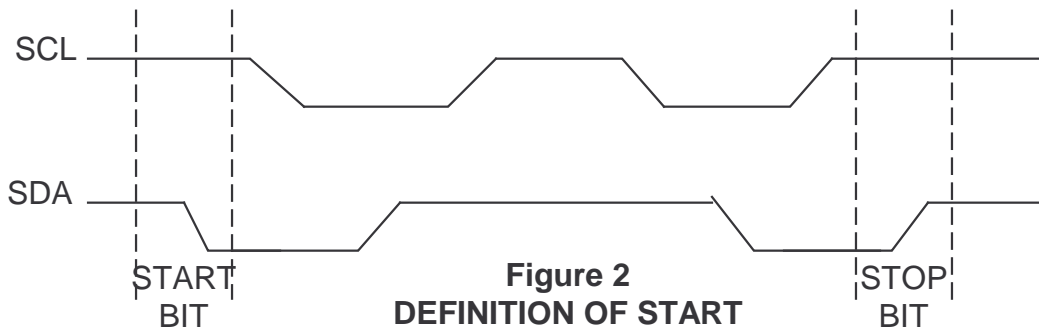 SCL
SDA
START
BIT
Figure 2
DEFINITION OF START
STOP
BIT